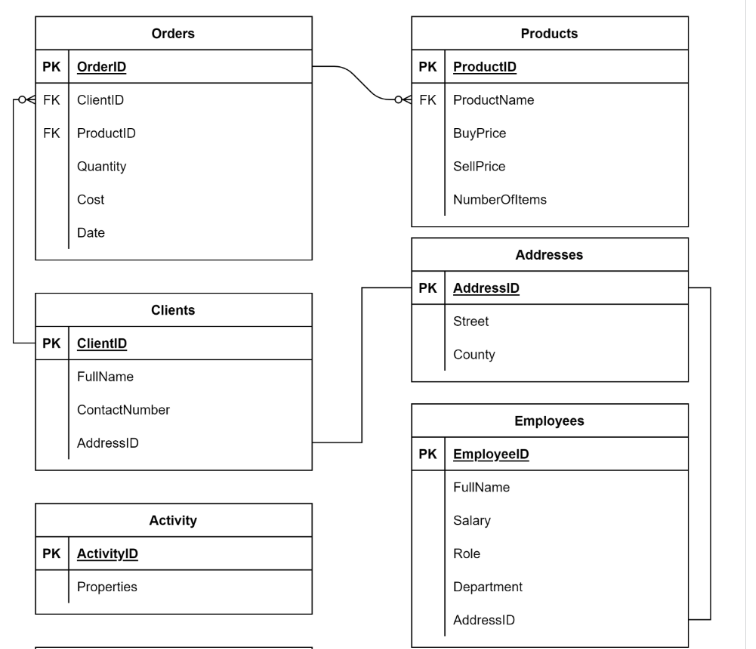 Orders
PK OrderID
FK ClientID
FK ProductID
Quantity
Cost
Date
Products
PK ProductID
FK ProductName
BuyPrice
SellPrice
NumberOfItems
Addresses
PK AddressID
Street
County
Clients
PK ClientID
FullName
ContactNumber
AddressID
Employees
PK EmployeeID
FullName
Salary
Role
Department
AddressID
Activity
PK ActivityID
Properties